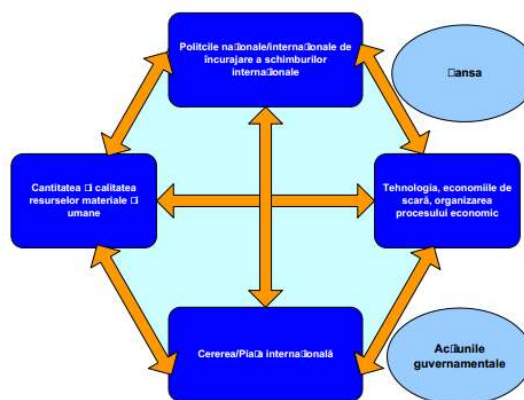 Politcile na□ionale/interna□ionale de
încurajare a schimburilor
interna□ionale
□ansa
Cantitatea □i calitatea
resurselor materiale □i
umane
Tehnologia, economiile de
scară, organizarea
procesului economic
Cererea/Pia□a interna□ională
Ac□iunile
guvernamentale